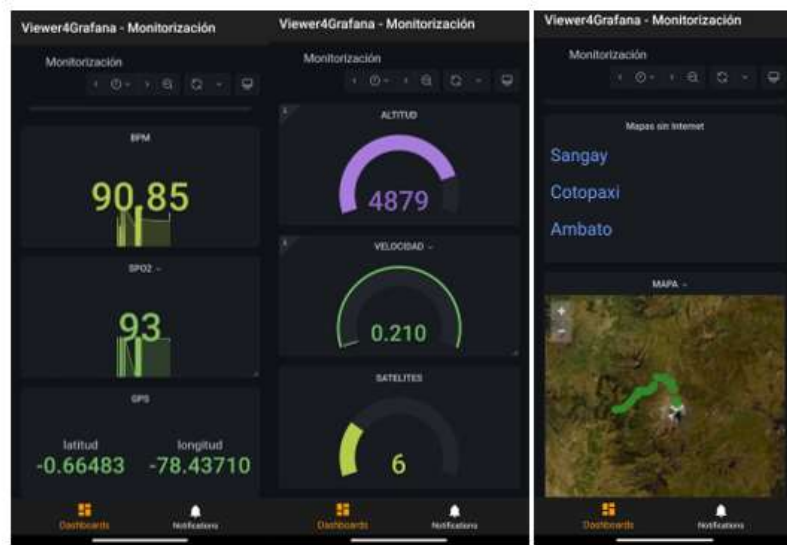 Viewer4Grafana - Monitorización
Monitorización
BPM
90.85
SPO2
93
GPS
latitud longitud
-0.66483 -78.43710
Dashboards Notifications
Viewer4Grafana - Monitorización
Monitorización
ALTITUD
4879
VELOCIDAD
0.210
SATELITES
6
Dashboards Notifications
Viewer4Grafana - Monitorización
Monitorización
Mapas sin Internet
Sangay
Cotopaxi
Ambato
MAPA
+
-
Dashboards Notifications